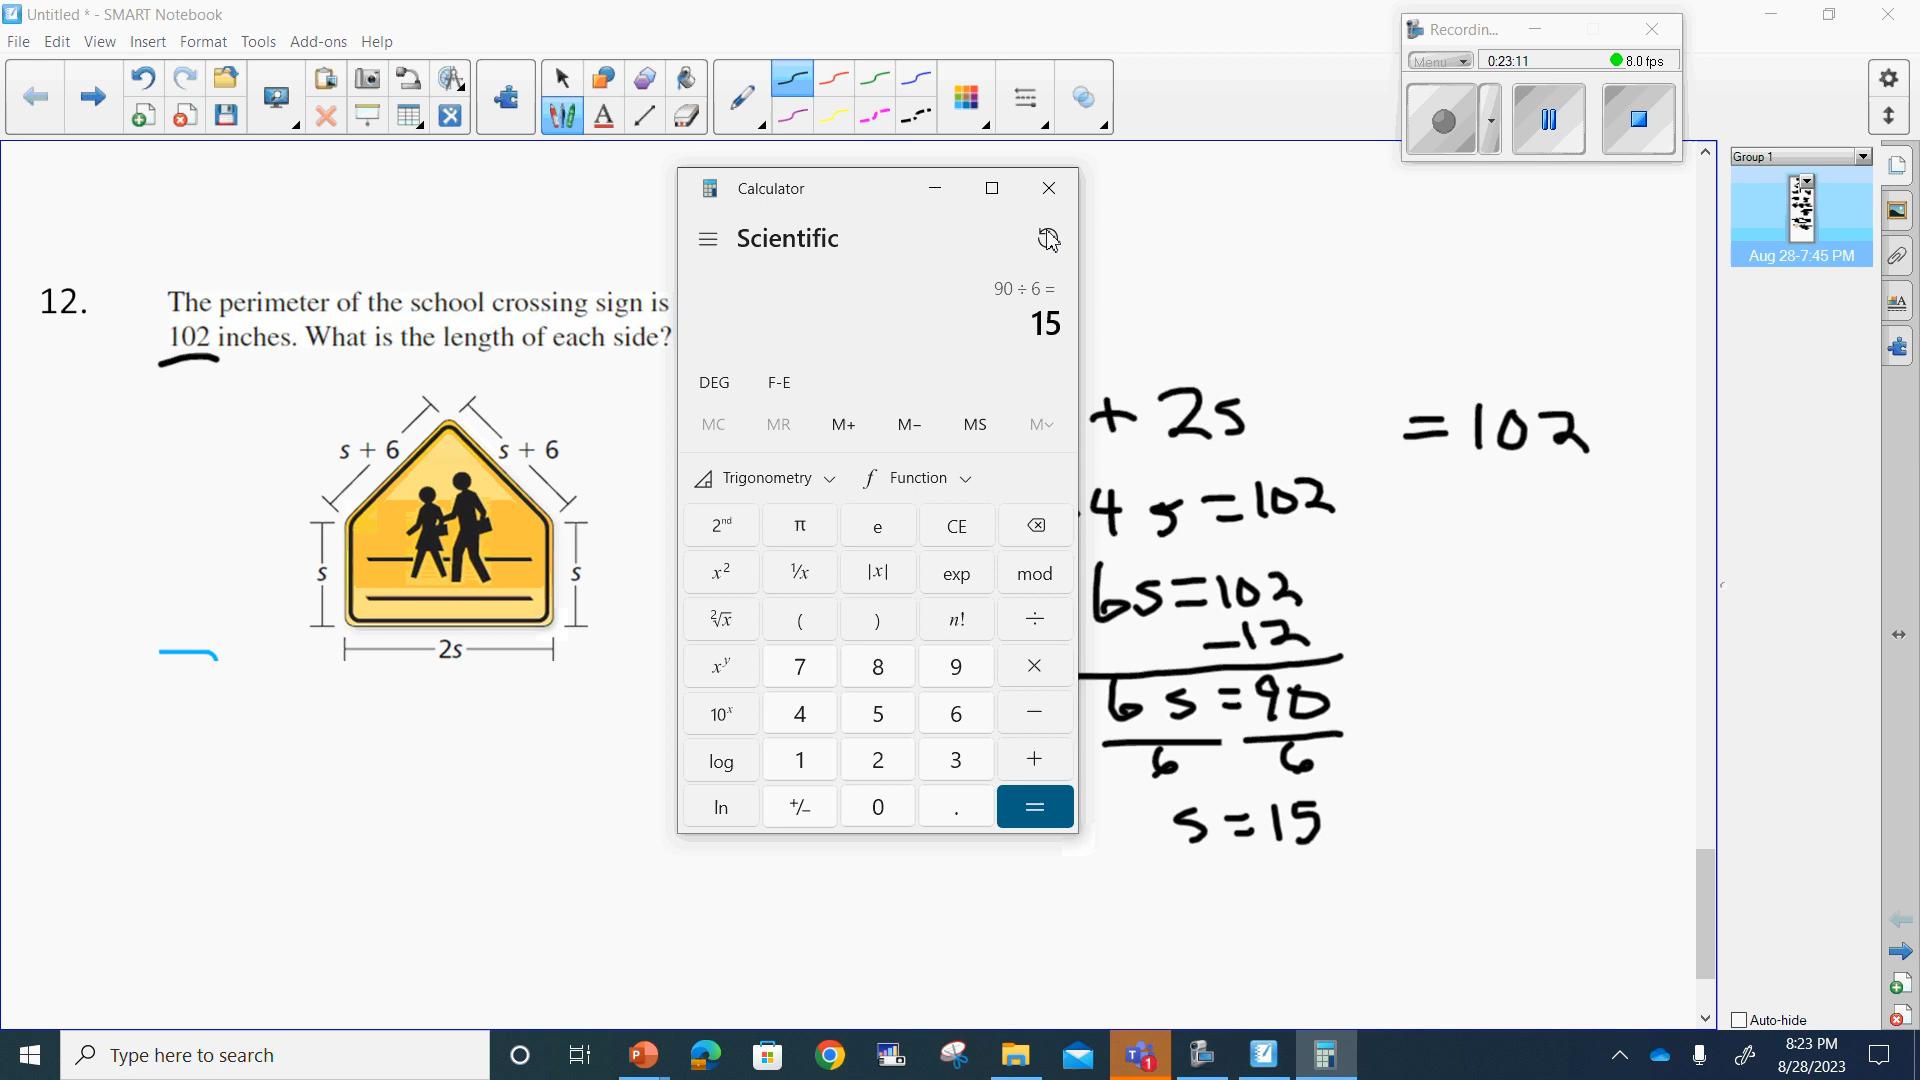 Untitled * - SMART Notebook
File Edit View Insert Format Tools Add-ons Help
Recordin...
Menu 0:23:11 8.0 fps
Group 1
Aug 28-7:45 PM
12. The perimeter of the school crossing sign is
102 inches. What is the length of each side?
s + 6 s + 6
s s
2s
Calculator
Scientific
90 ÷ 6 =
15
DEG F-E
MC MR M+ M− MS M˅
Trigonometry f Function
2ⁿᵈ π e CE
x² ¹/x |x| exp mod
²√x ( ) n! ÷
xʸ 7 8 9 ×
10ˣ 4 5 6 −
log 1 2 3 +
ln +/− 0 . =
+ 2s = 102
4 s = 102
6s = 102
−12
6 s = 90
6 6
s = 15
Auto-hide
Type here to search
8:23 PM
8/28/2023